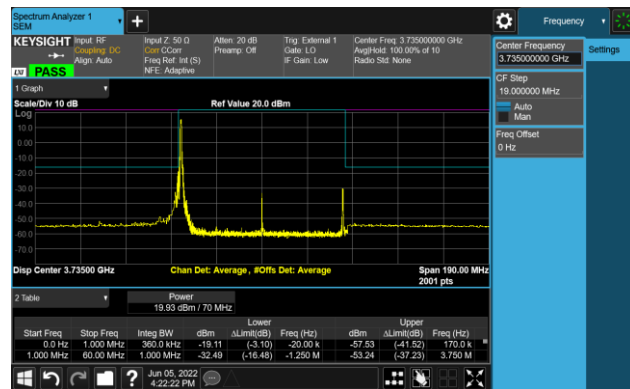 Spectrum Analyzer 1
SEM
Frequency
KEYSIGHT Input: RF Input Z: 50 Ω Atten: 20 dB Trig: External 1 Center Freq: 3.735000000 GHz
Coupling: DC Corr CCorr Preamp: Off Gate: LO Avg|Hold: 100.00% of 10
Align: Auto Freq Ref: Int (S) IF Gain: Low Radio Std: None
NFE: Adaptive
LXI PASS
Center Frequency
3.735000000 GHz
Settings
CF Step
19.000000 MHz
Auto
Man
Freq Offset
0 Hz
1 Graph
Scale/Div 10 dB Ref Value 20.0 dBm
Log
10.0
0.00
-10.0
-20.0
-30.0
-40.0
-50.0
-60.0
-70.0
Disp Center 3.73500 GHz Chan Det: Average , #Offs Det: Average Span 190.00 MHz
2001 pts
2 Table Power
19.93 dBm / 70 MHz
Lower Upper
Start Freq Stop Freq Integ BW dBm ΔLimit(dB) Freq (Hz) dBm ΔLimit(dB) Freq (Hz)
0.0 Hz 1.000 MHz 360.0 kHz -19.11 (-3.10) -20.00 k -57.53 (-41.52) 170.0 k
1.000 MHz 60.00 MHz 1.000 MHz -32.49 (-16.48) -1.250 M -53.24 (-37.23) 3.750 M
? Jun 05, 2022
4:22:22 PM